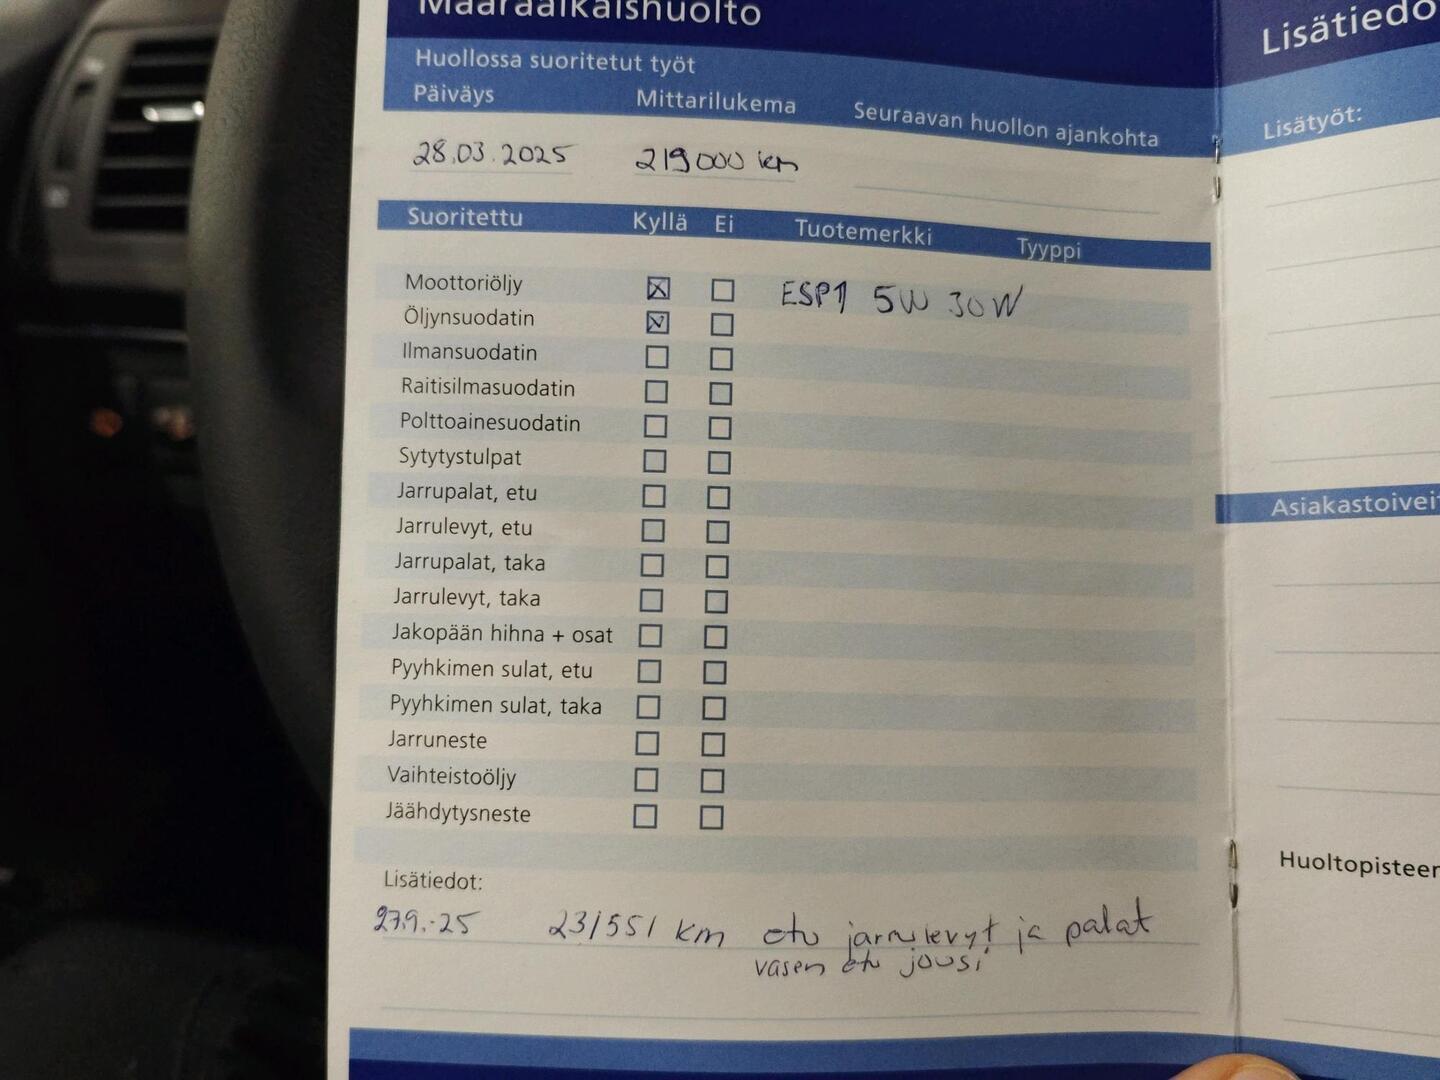 Määräaikaishuolto
Huollossa suoritetut työt
Päiväys Mittarilukema Seuraavan huollon ajankohta
28.03.2025 219000 km
Suoritettu Kyllä Ei Tuotemerkki Tyyppi
Moottoriöljy ESP1 5W 30W
Öljynsuodatin
Ilmansuodatin
Raitisilmasuodatin
Polttoainesuodatin
Sytytystulpat
Jarrupalat, etu
Jarrulevyt, etu
Jarrupalat, taka
Jarrulevyt, taka
Jakopään hihna + osat
Pyyhkimen sulat, etu
Pyyhkimen sulat, taka
Jarruneste
Vaihteistoöljy
Jäähdytysneste
Lisätiedot:
27.9.-25 231551 km etu jarrulevyt ja palat
vasen etu jousi
Lisätiedo
Lisätyöt:
Asiakastoivei
Huoltopisteen